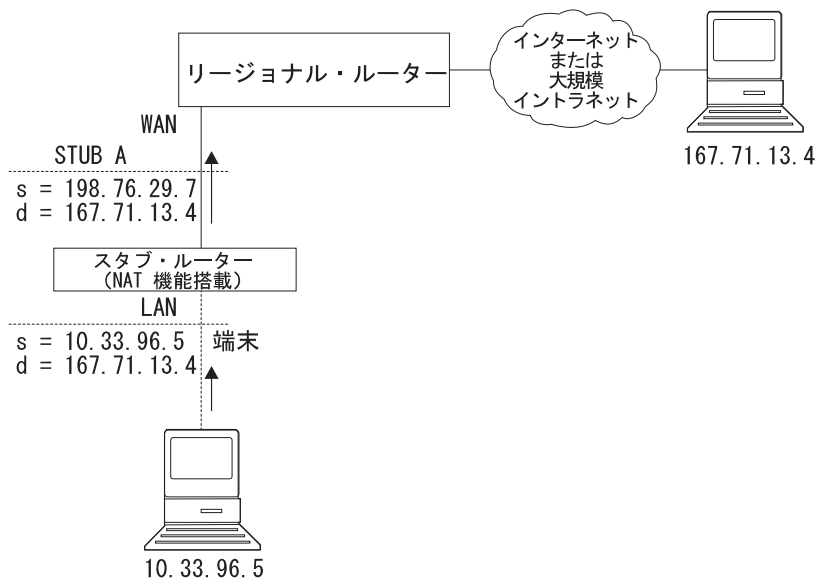 インターネット
または
大規模
イントラネット
リージョナル・ルーター
167.71.13.4
WAN
STUB A
s = 198.76.29.7
d = 167.71.13.4
スタブ・ルーター
(NAT 機能搭載)
LAN
s = 10.33.96.5
端末
d = 167.71.13.4
10.33.96.5